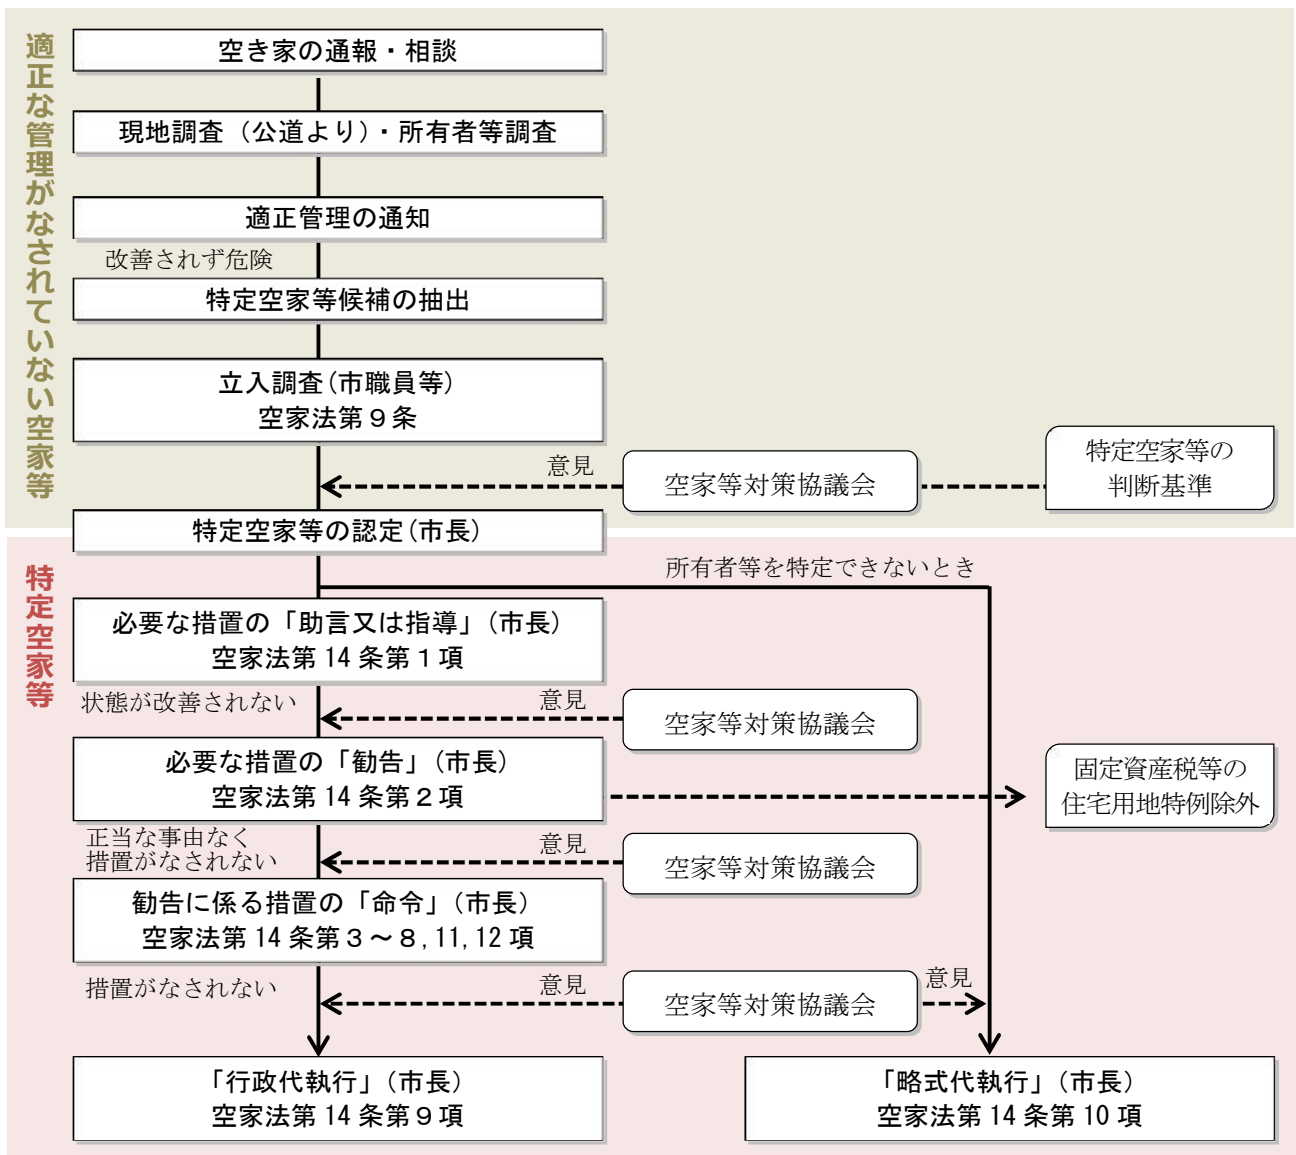 適正な管理がなされていない空家等
空き家の通報・相談
現地調査（公道より）・所有者等調査
適正管理の通知
改善されず危険
特定空家等候補の抽出
立入調査(市職員等)
空家法第９条
意見
空家等対策協議会
特定空家等の
判断基準
特定空家等の認定(市長)
特定空家等
所有者等を特定できないとき
必要な措置の「助言又は指導」(市長)
空家法第 14 条第１項
状態が改善されない
意見
空家等対策協議会
必要な措置の「勧告」(市長)
空家法第 14 条第２項
固定資産税等の
住宅用地特例除外
正当な事由なく
措置がなされない
意見
空家等対策協議会
勧告に係る措置の「命令」(市長)
空家法第 14 条第３～８,11,12 項
措置がなされない
意見
空家等対策協議会
意見
「行政代執行」(市長)
空家法第 14 条第９項
「略式代執行」(市長)
空家法第 14 条第 10 項